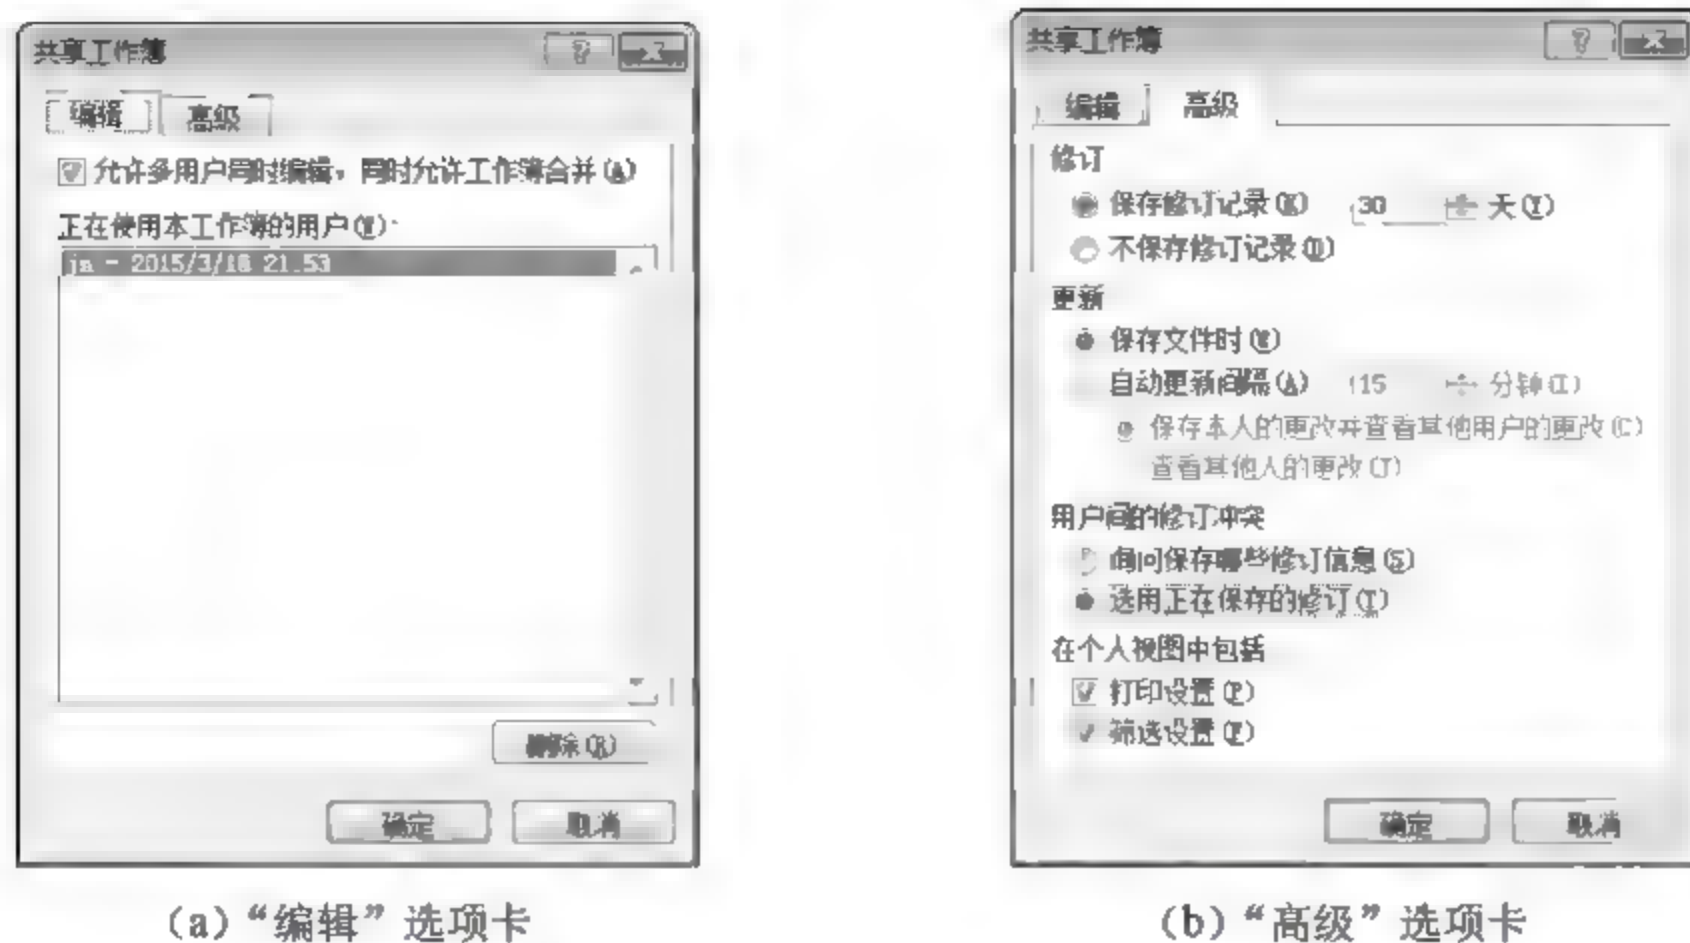 共享工作簿
编辑 高级
允许多用户同时编辑，同时允许工作簿合并(A)
正在使用本工作簿的用户(W):
jn - 2015/3/18 21:53
删除(R)
确定 取消
(a)“编辑”选项卡
共享工作簿
编辑 高级
修订
保存修订记录(K) 30 天(Y)
不保存修订记录(D)
更新
保存文件时(W)
自动更新间隔(A) 15 分钟(I)
保存本人的更改并查看其他用户的更改(C)
查看其他人的更改(J)
用户间的修订冲突
询问保存哪些修订信息(S)
选用正在保存的修订(T)
在个人视图中包括
打印设置(P)
筛选设置(F)
确定 取消
(b)“高级”选项卡